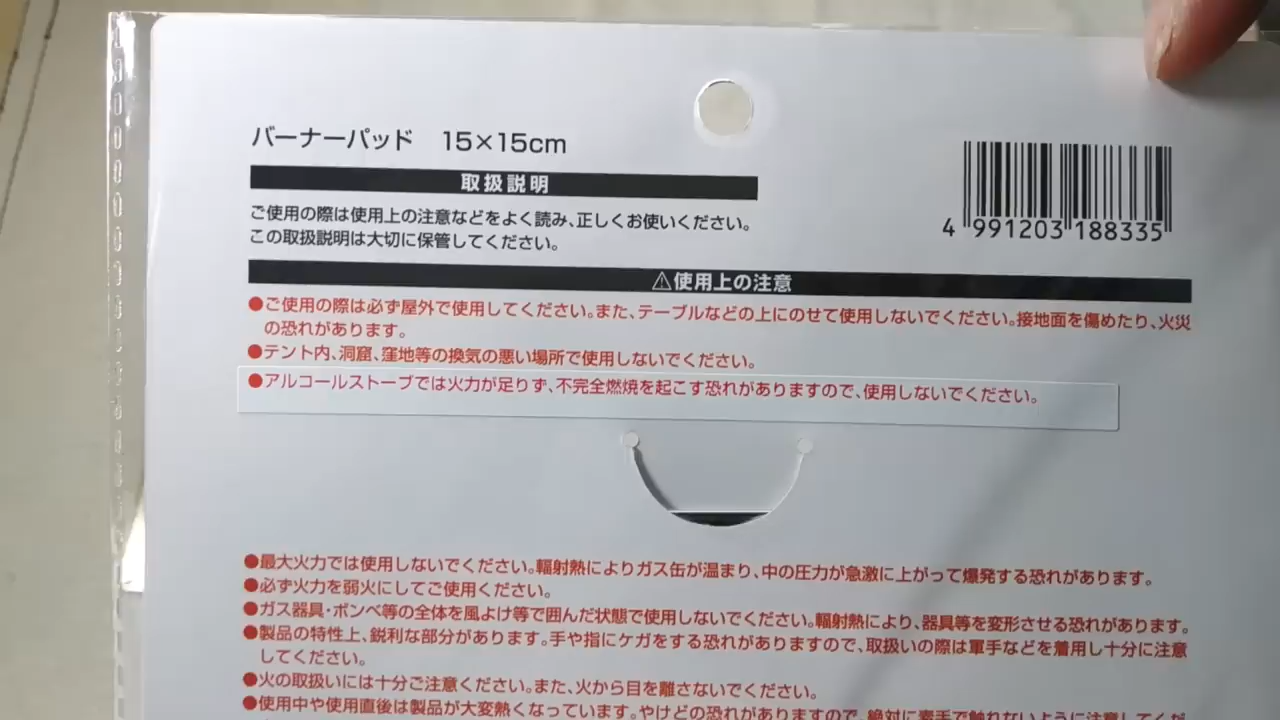 バーナーパッド 15×15cm
取扱説明
ご使用の際は使用上の注意などをよく読み、正しくお使いください。
この取扱説明は大切に保管してください。
4 991203 188335
⚠使用上の注意
●ご使用の際は必ず屋外で使用してください。また、テーブルなどの上にのせて使用しないでください。接地面を傷めたり、火災
の恐れがあります。
●テント内、洞窟、窪地等の換気の悪い場所で使用しないでください。
●アルコールストーブでは火力が足りず、不完全燃焼を起こす恐れがありますので、使用しないでください。
●最大火力では使用しないでください。輻射熱によりガス缶が温まり、中の圧力が急激に上がって爆発する恐れがあります。
●必ず火力を弱火にしてご使用ください。
●ガス器具・ボンベ等の全体を風よけ等で囲んだ状態で使用しないでください。輻射熱により、器具等を変形させる恐れがあります。
●製品の特性上、鋭利な部分があります。手や指にケガをする恐れがありますので、取扱いの際は軍手などを着用し十分に注意
してください。
●火の取扱いには十分ご注意ください。また、火から目を離さないでください。
●使用中や使用直後は製品が大変熱くなっています。やけどの恐れがありますので、絶対に素手で触れないように注意してくだ